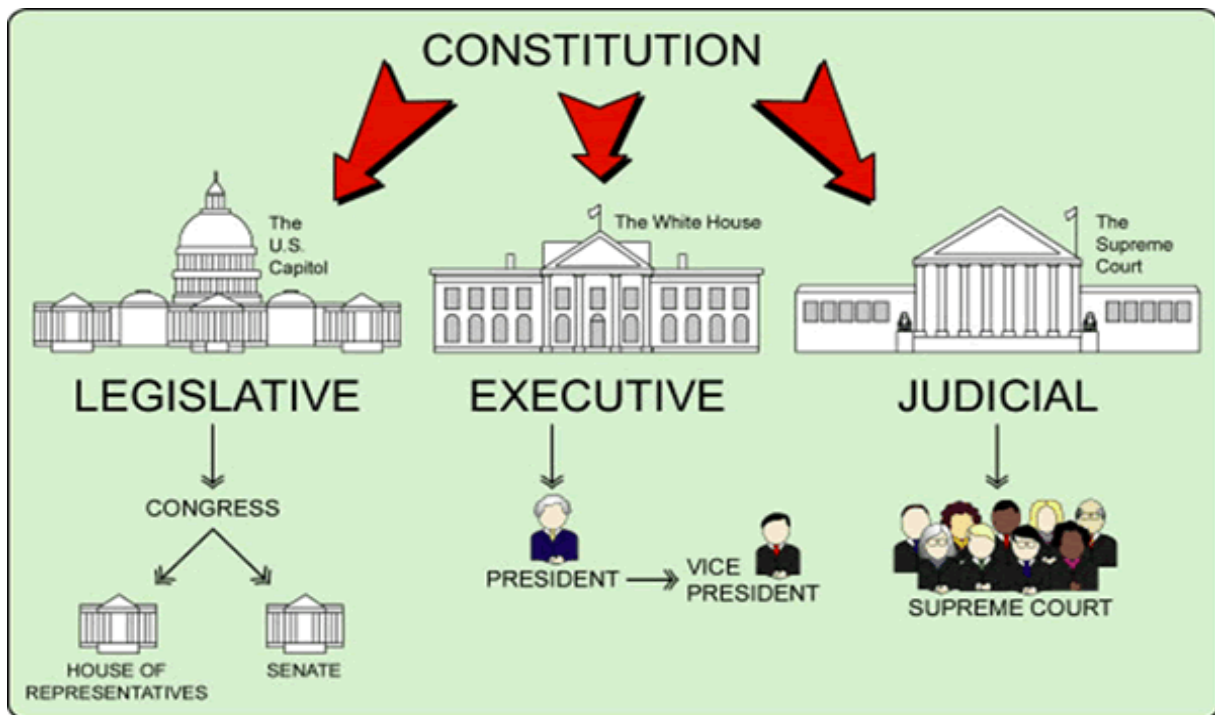 CONSTITUTION
The
U.S.
Capitol
The White House
The
Supreme
Court
LEGISLATIVE
EXECUTIVE
JUDICIAL
CONGRESS
PRESIDENT
VICE
PRESIDENT
SUPREME COURT
HOUSE OF
REPRESENTATIVES
SENATE